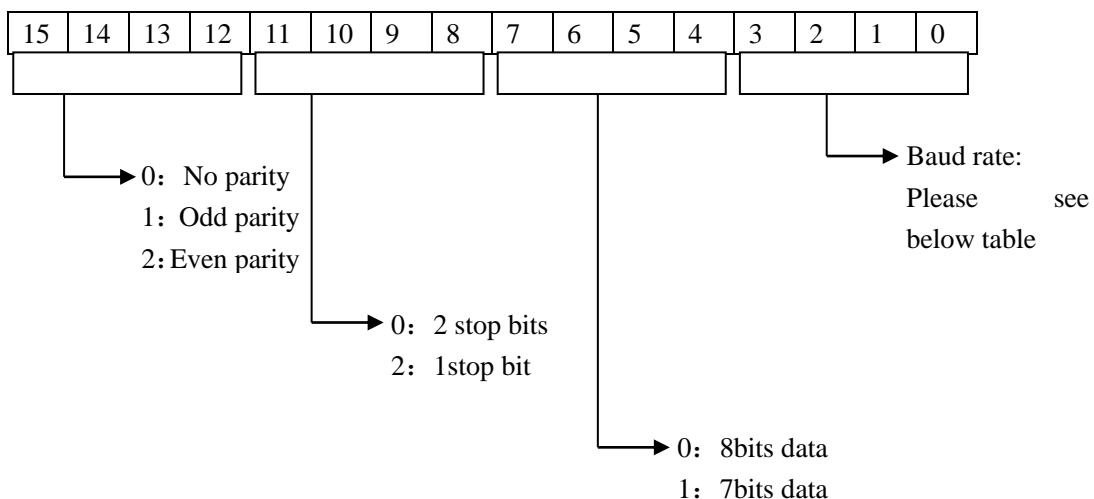 15 14 13 12 11 10 9 8 7 6 5 4 3 2 1 0
Baud rate:
Please see
below table
0： No parity
1：Odd parity
2：Even parity
0： 2 stop bits
2： 1stop bit
0： 8bits data
1： 7bits data